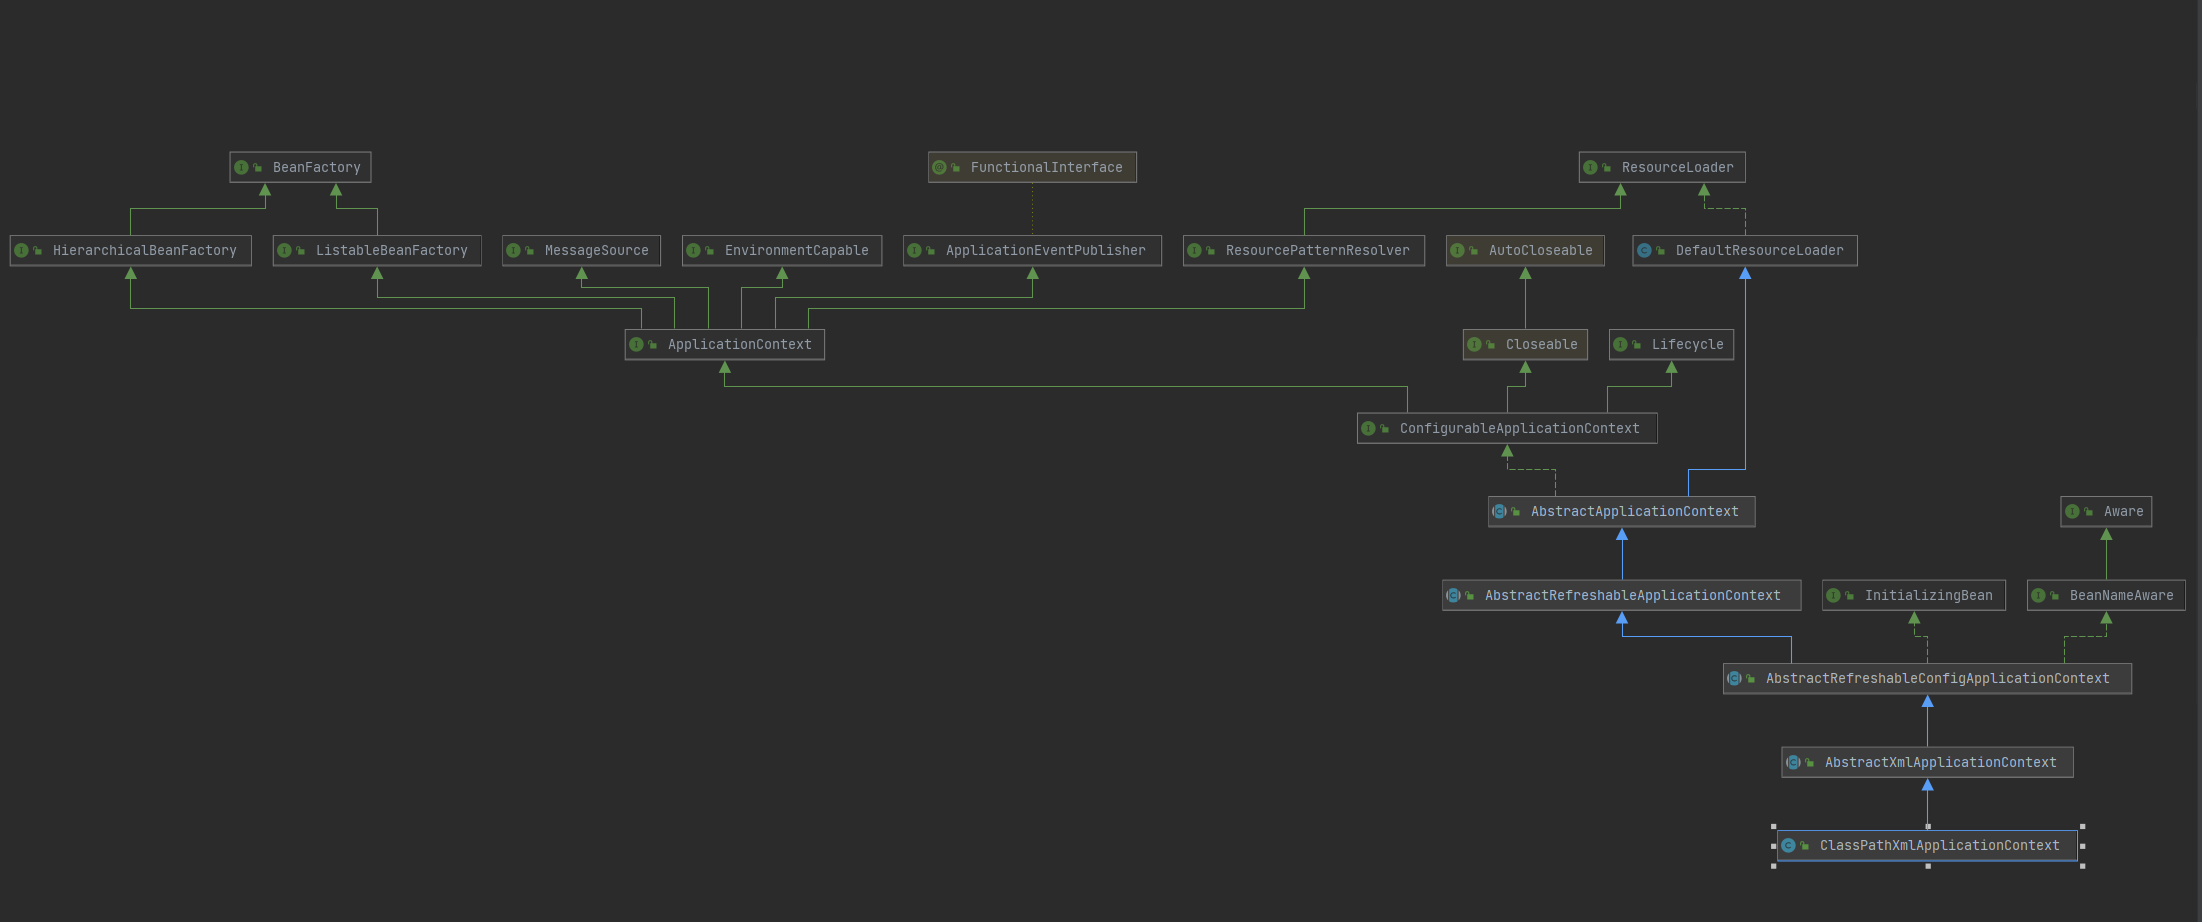 BeanFactory
FunctionalInterface
ResourceLoader
HierarchicalBeanFactory
ListableBeanFactory
MessageSource
EnvironmentCapable
ApplicationEventPublisher
ResourcePatternResolver
AutoCloseable
DefaultResourceLoader
ApplicationContext
Closeable
Lifecycle
ConfigurableApplicationContext
AbstractApplicationContext
Aware
AbstractRefreshableApplicationContext
InitializingBean
BeanNameAware
AbstractRefreshableConfigApplicationContext
AbstractXmlApplicationContext
ClassPathXmlApplicationContext